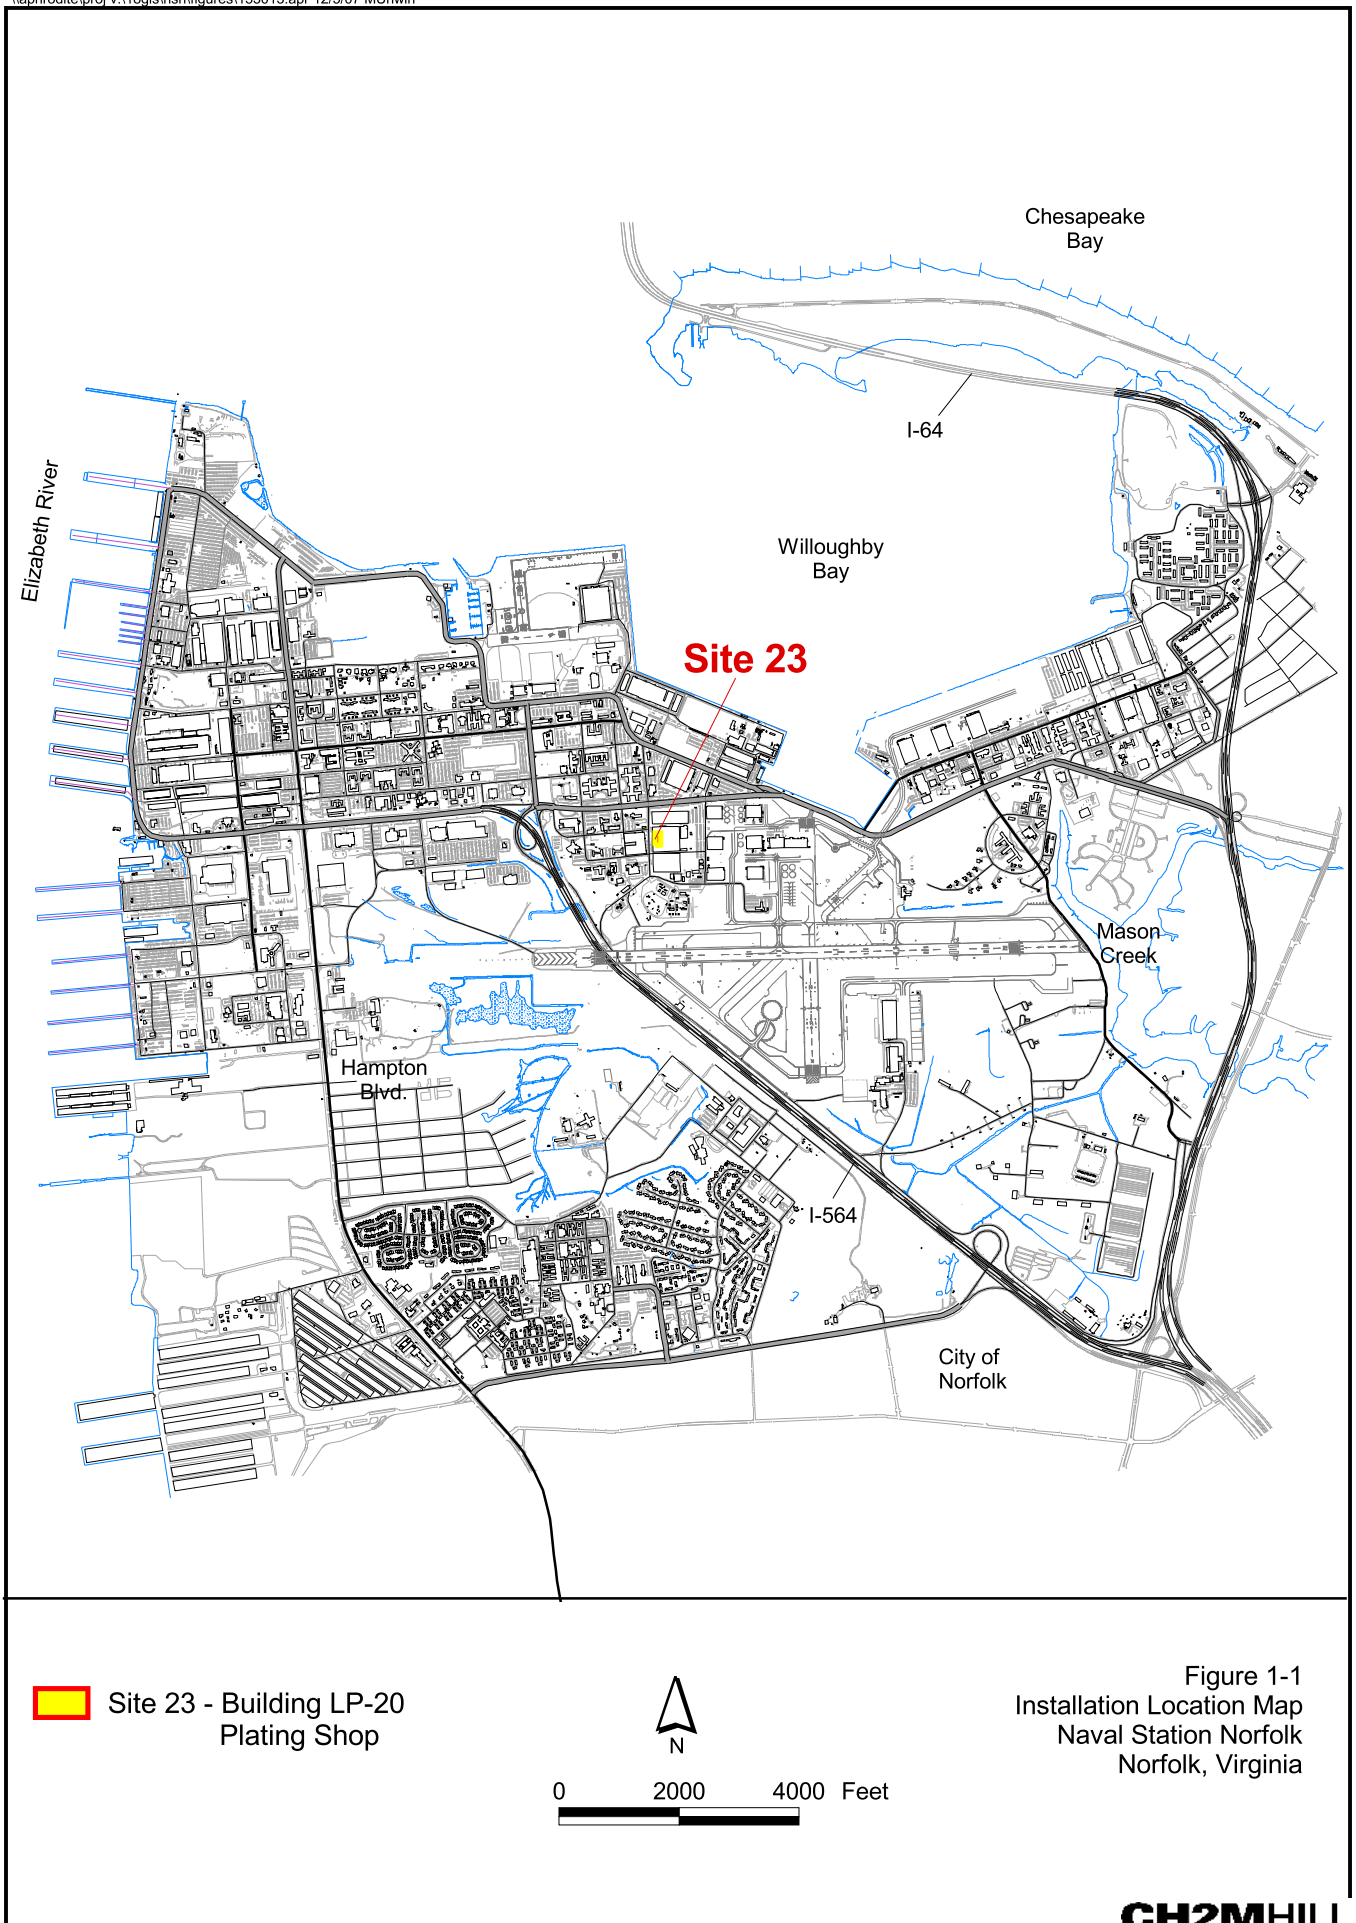 Chesapeake
Bay
I-64
Elizabeth River
Willoughby
Bay
Site 23
Mason
Creek
Hampton
Blvd.
I-564
City of
Norfolk
Site 23 - Building LP-20
Plating Shop
N
0 2000 4000 Feet
Figure 1-1
Installation Location Map
Naval Station Norfolk
Norfolk, Virginia
CH2MHILL